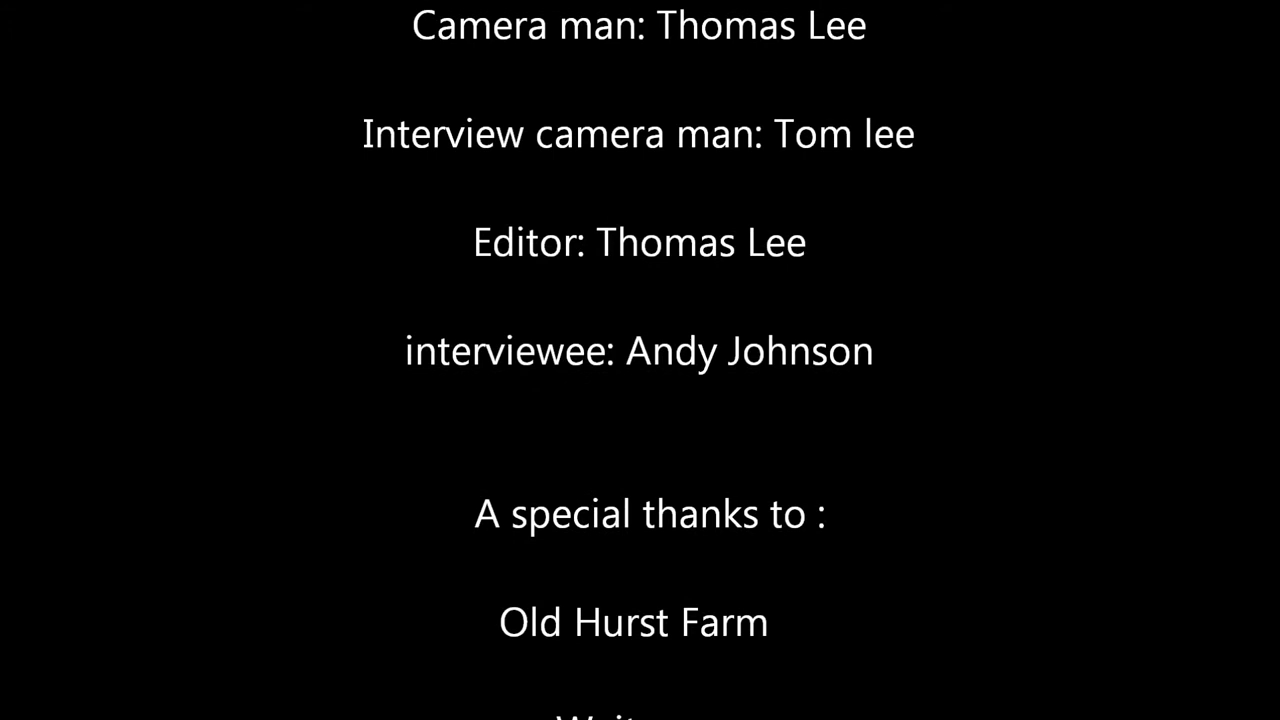 Camera man: Thomas Lee
Interview camera man: Tom lee
Editor: Thomas Lee
interviewee: Andy Johnson
A special thanks to :
Old Hurst Farm